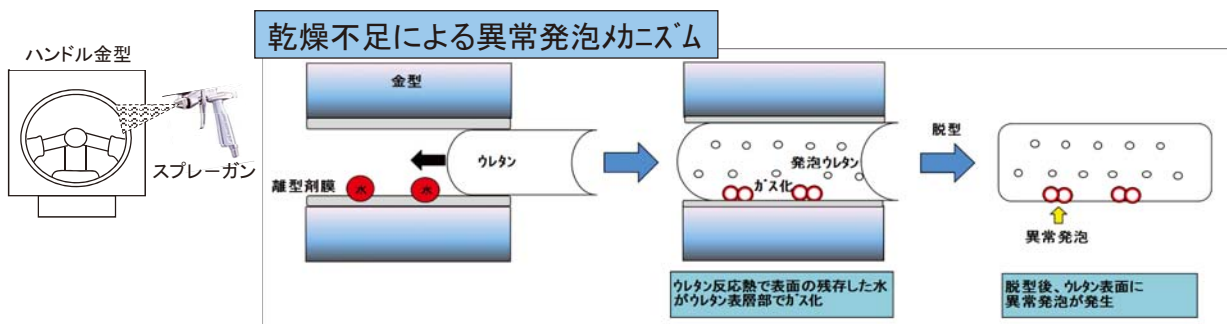 乾燥不足による異常発泡ﾒｶﾆｽﾞﾑ
ハンドル金型
スプレーガン
金型
ウレタン
離型剤膜
水
水
発泡ウレタン
ｶﾞｽ化
脱型
異常発泡
ウレタン反応熱で表面の残存した水
がウレタン表層部でｶﾞｽ化
脱型後、ウレタン表面に
異常発泡が発生